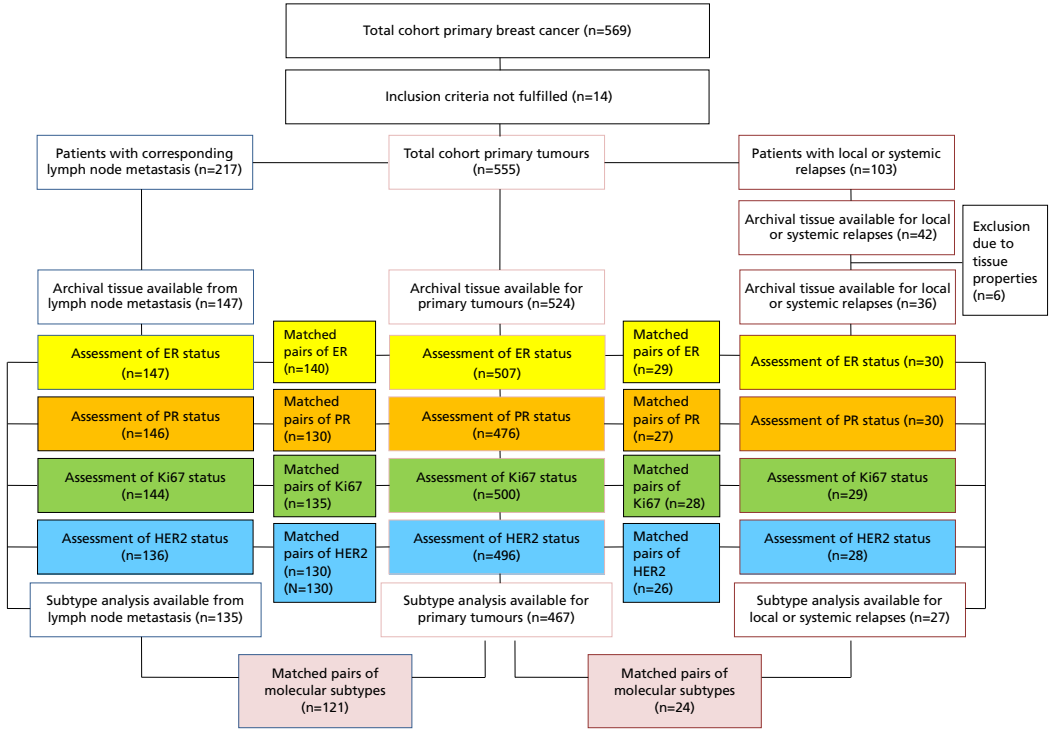 Total cohort primary breast cancer (n=569)
Inclusion criteria not fulfilled (n=14)
Patients with corresponding
lymph node metastasis (n=217)
Total cohort primary tumours
(n=555)
Patients with local or systemic
relapses (n=103)
Archival tissue available for local
or systemic relapses (n=42)
Exclusion
due to
tissue
properties
(n=6)
Archival tissue available from
lymph node metastasis (n=147)
Archival tissue available for
primary tumours (n=524)
Archival tissue available for local
or systemic relapses (n=36)
Assessment of ER status
(n=147)
Matched
pairs of ER
(n=140)
Assessment of ER status
(n=507)
Matched
pairs of ER
(n=29)
Assessment of ER status (n=30)
Assessment of PR status
(n=146)
Matched
pairs of PR
(n=130)
Assessment of PR status
(n=476)
Matched
pairs of PR
(n=27)
Assessment of PR status (n=30)
Assessment of Ki67 status
(n=144)
Matched
pairs of Ki67
(n=135)
Assessment of Ki67 status
(n=500)
Matched
pairs of
Ki67 (n=28)
Assessment of Ki67 status
(n=29)
Assessment of HER2 status
(n=136)
Matched
pairs of HER2
(n=130)
(N=130)
Assessment of HER2 status
(n=496)
Matched
pairs of
HER2
(n=26)
Assessment of HER2 status
(n=28)
Subtype analysis available from
lymph node metastasis (n=135)
Subtype analysis available for
primary tumours (n=467)
Subtype analysis available for
local or systemic relapses (n=27)
Matched pairs of
molecular subtypes
(n=121)
Matched pairs of
molecular subtypes
(n=24)